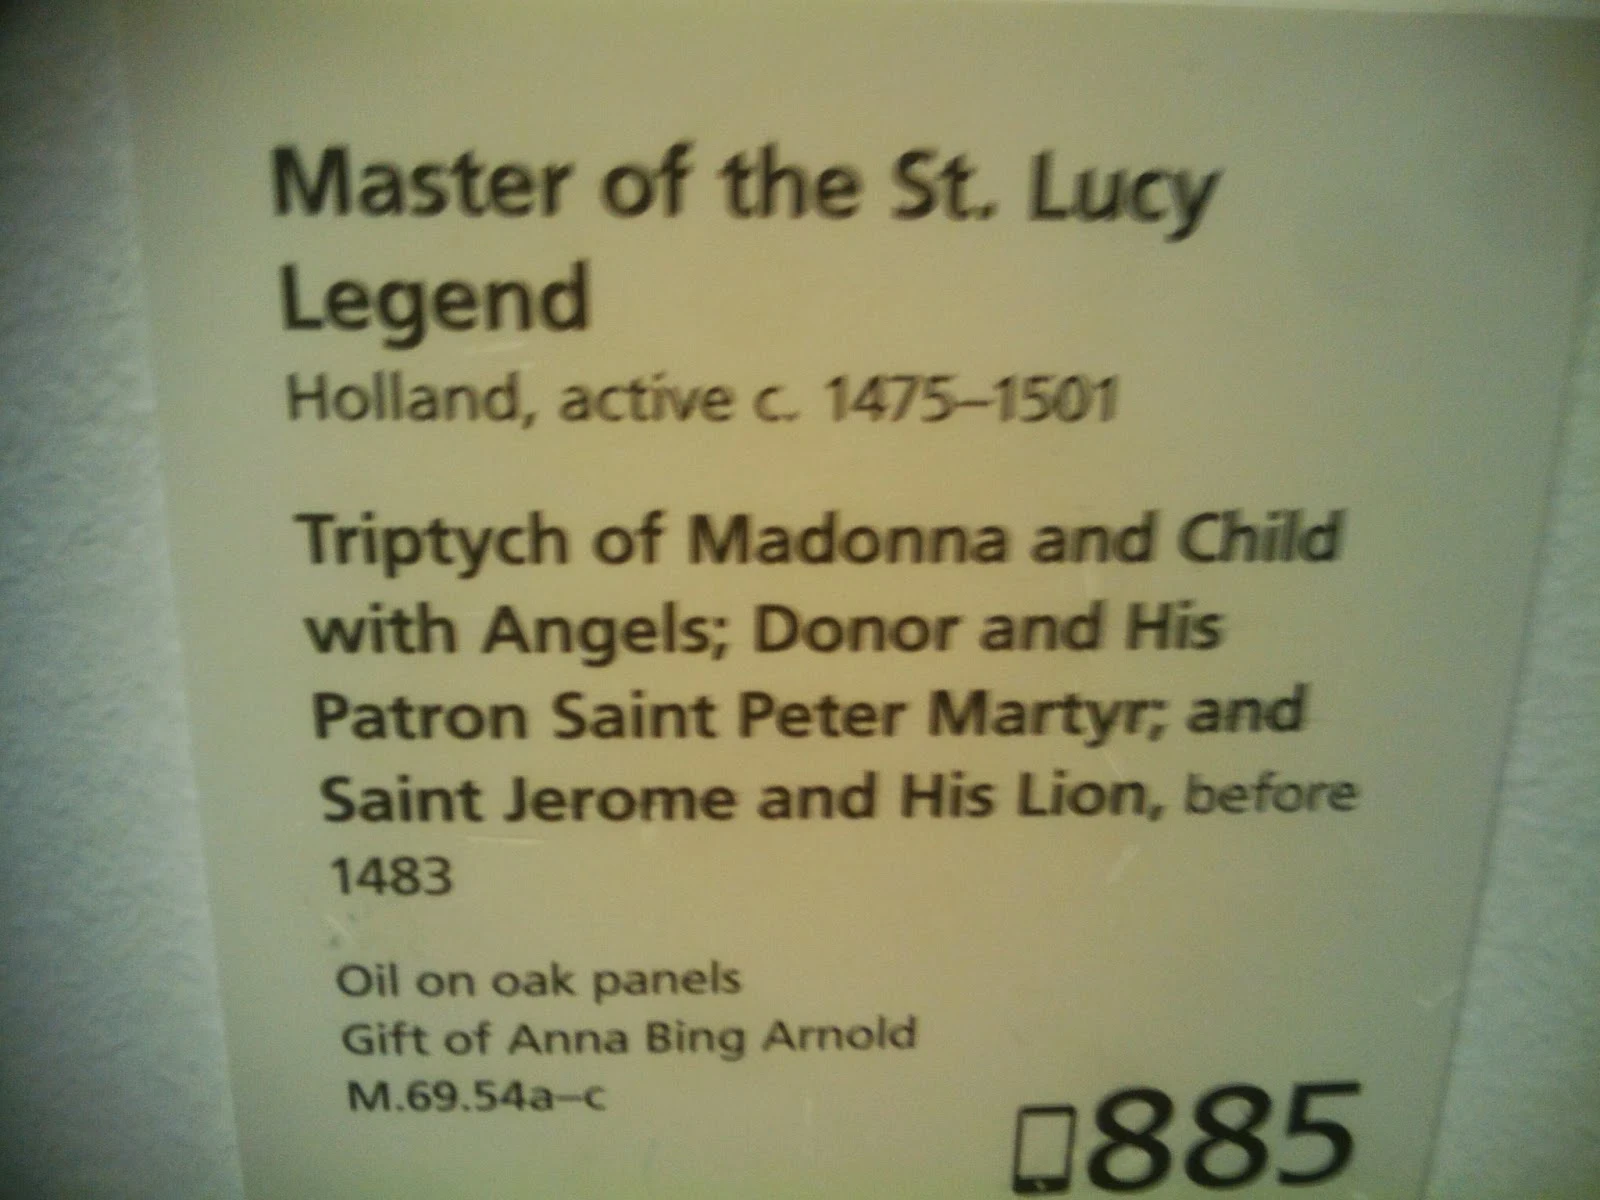 Master of the St. Lucy
Legend
Holland, active c. 1475–1501
Triptych of Madonna and Child
with Angels; Donor and His
Patron Saint Peter Martyr; and
Saint Jerome and His Lion, before
1483
Oil on oak panels
Gift of Anna Bing Arnold
M.69.54a–c
885